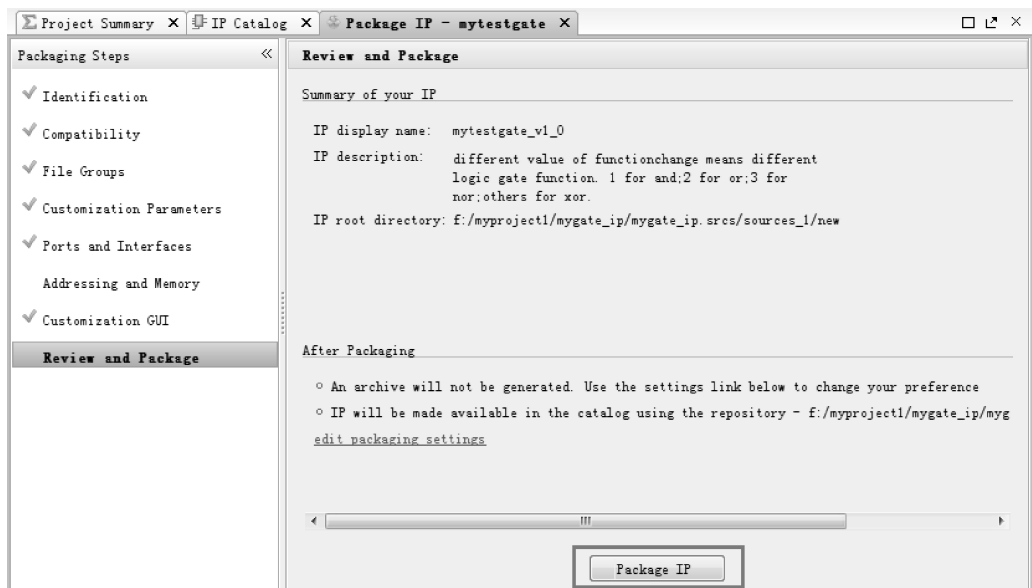 Project Summary
IP Catalog
Package IP - mytestgate
Packaging Steps
Identification
Compatibility
File Groups
Customization Parameters
Ports and Interfaces
Addressing and Memory
Customization GUI
Review and Package
Review and Package
Summary of your IP
IP display name: mytestgate_v1_0
IP description: different value of functionchange means different
logic gate function. 1 for and;2 for or;3 for
nor;others for xor.
IP root directory: f:/myproject1/mygate_ip/mygate_ip.srcs/sources_1/new
After Packaging
An archive will not be generated. Use the settings link below to change your preference
IP will be made available in the catalog using the repository - f:/myproject1/mygate_ip/myg
edit packaging settings
Package IP